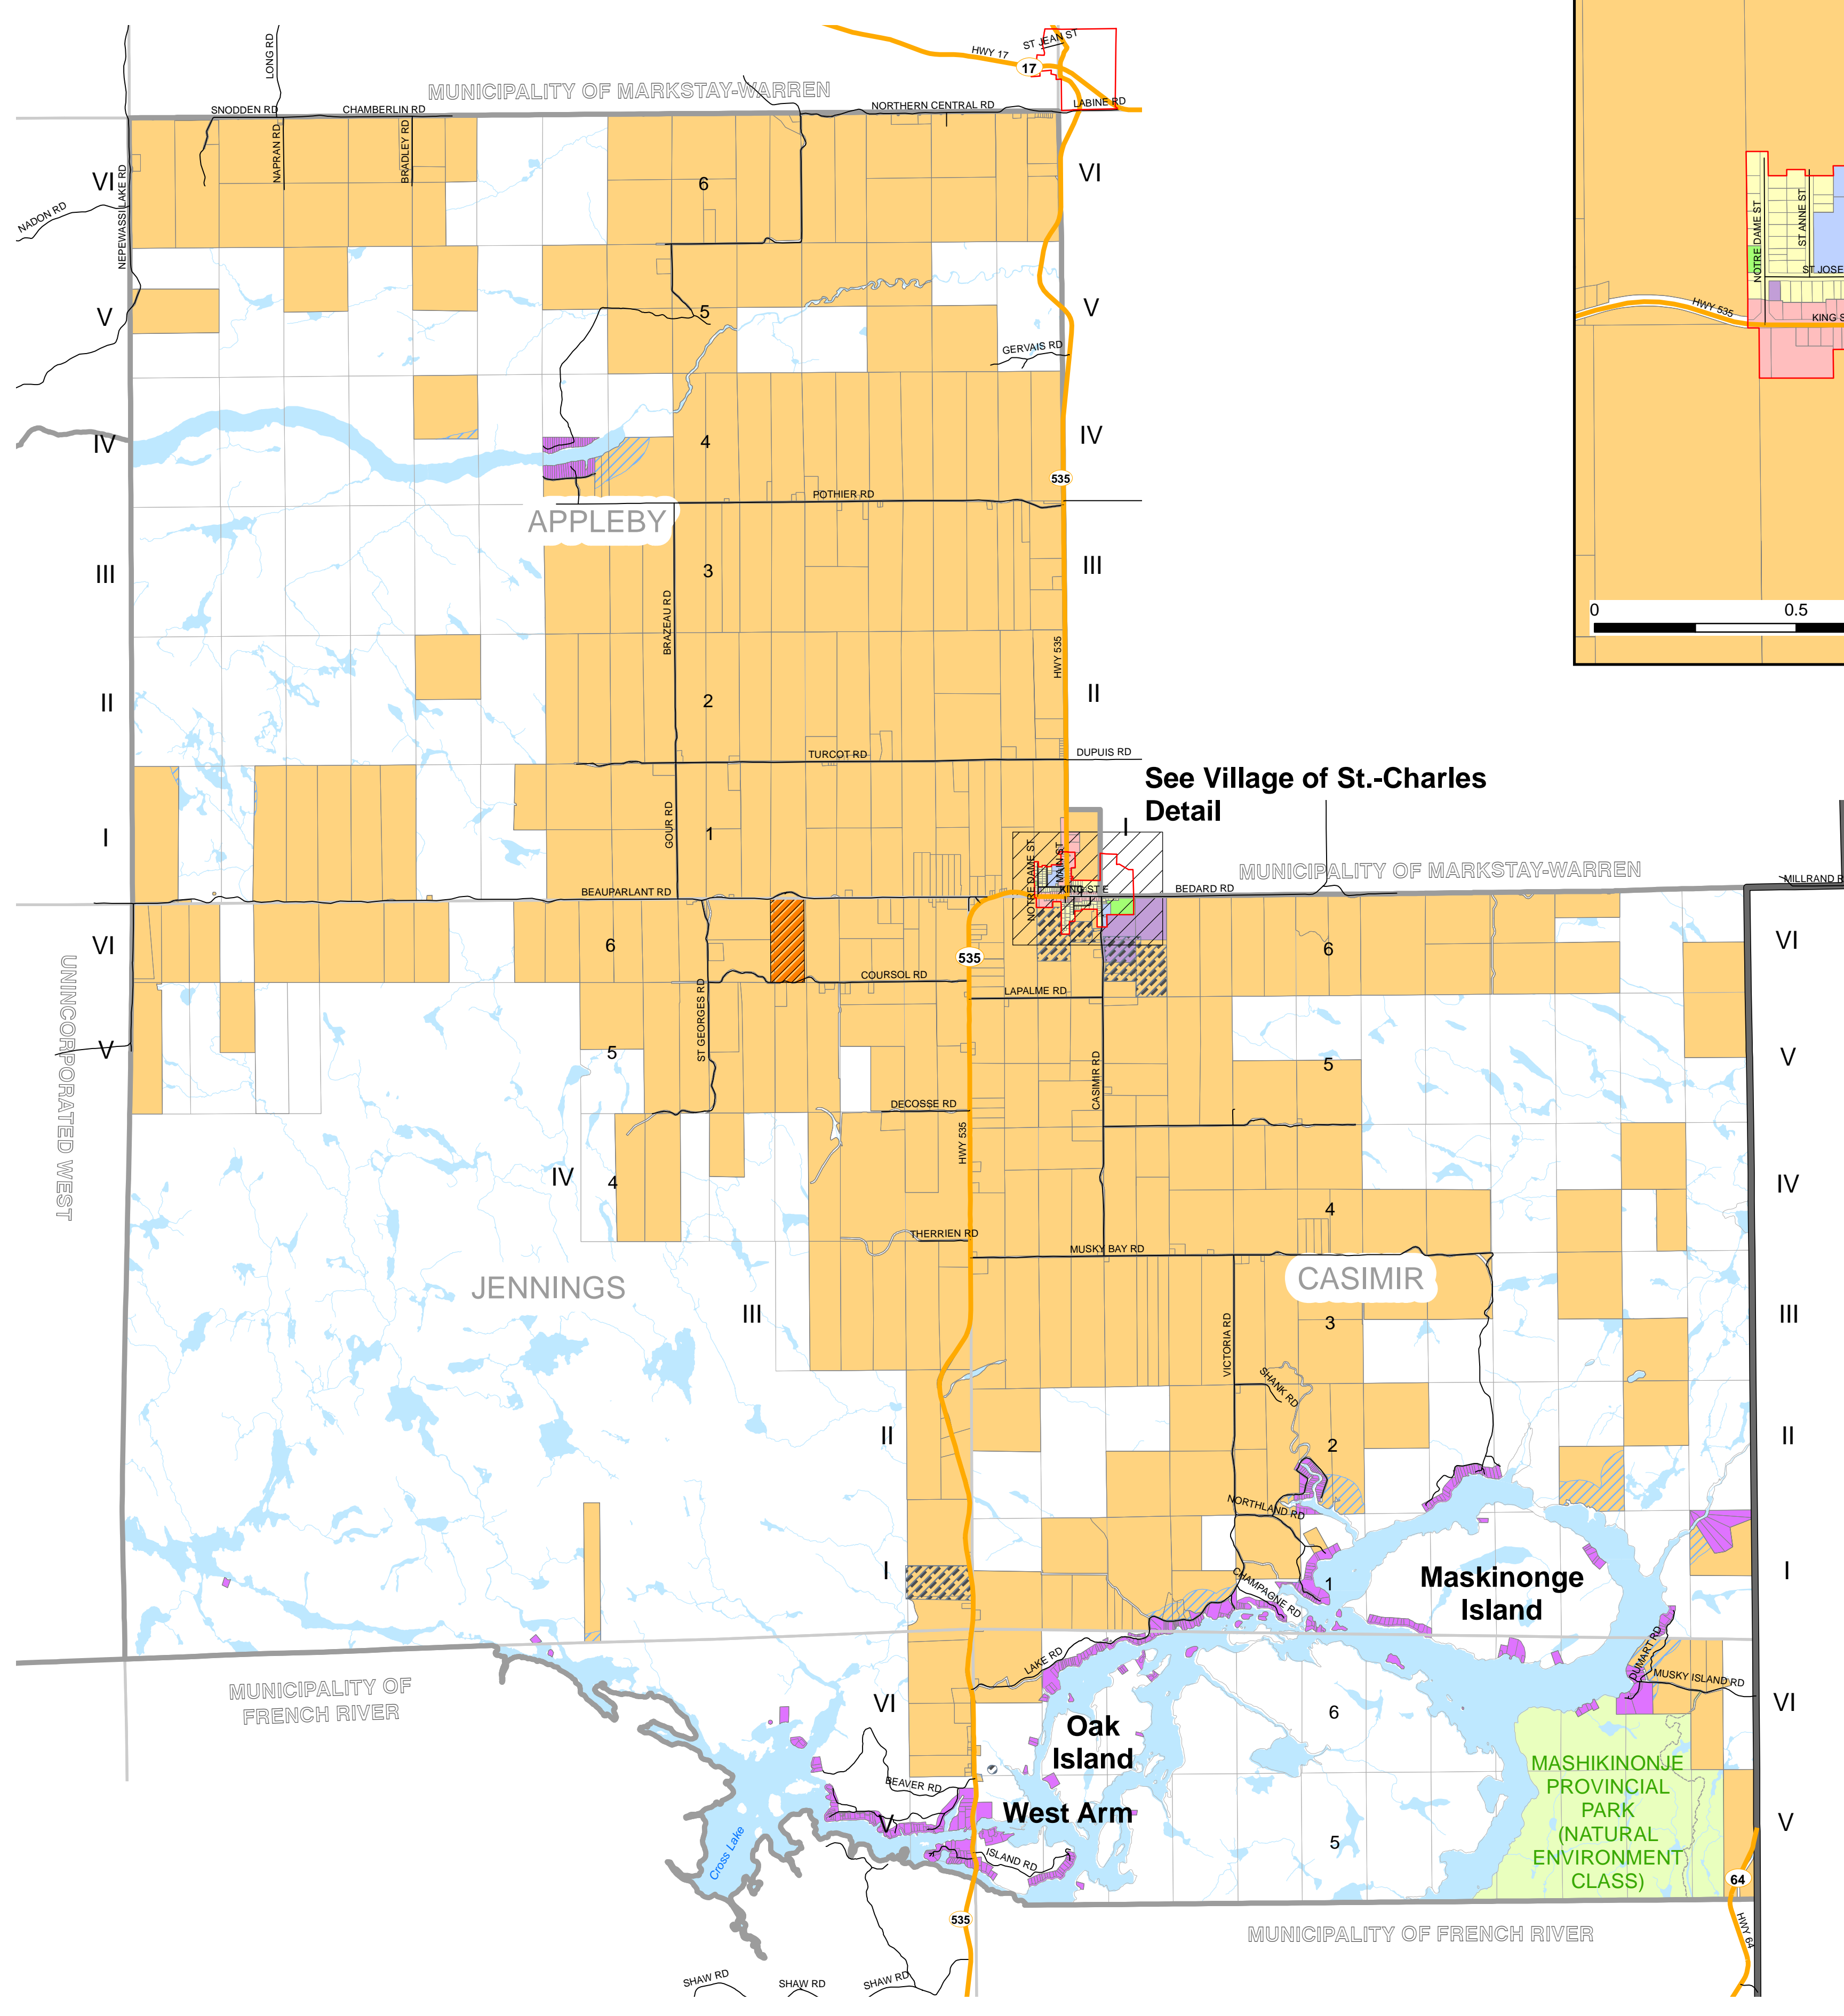 ST JEAN ST
HWY 17
17
LONG RD
MUNICIPALITY OF MARKSTAY-WARREN
SNODDEN RD
CHAMBERLIN RD
NORTHERN CENTRAL RD
LABINE RD
NAPRAN RD
BRADLEY RD
NEPEWASSI LAKE RD
NADON RD
VI
6
VI
V
5
V
GERVAIS RD
IV
4
IV
535
POTHIER RD
APPLEBY
III
3
III
BRAZEAU RD
HWY 535
II
2
II
TURCOT RD
DUPUIS RD
GOUR RD
I
1
I
See Village of St.-Charles
Detail
NOTRE DAME ST
ST ANNE ST
ST JOSE
HWY 535
KING S
0
0.5
NOTRE DAME ST
MAIN ST
KING ST E
BEAUPARLANT RD
BEDARD RD
MUNICIPALITY OF MARKSTAY-WARREN
MILLRAND R
VI
6
535
6
VI
COURSOL RD
LAPALME RD
UNINCORPORATED WEST
ST GEORGES RD
V
5
CASIMIR RD
5
V
DECOSSE RD
HWY 535
IV
4
4
IV
THERRIEN RD
MUSKY BAY RD
JENNINGS
CASIMIR
III
VICTORIA RD
3
III
SHANK RD
II
2
II
NORTHLAND RD
I
CHAMPAGNE RD
1
Maskinonge
Island
I
LAKE RD
DUMART RD
MUSKY ISLAND RD
MUNICIPALITY OF
FRENCH RIVER
VI
6
VI
Oak
Island
BEAVER RD
West Arm
V
5
V
ISLAND RD
Cross Lake
MASHIKINONJE
PROVINCIAL
PARK
(NATURAL
ENVIRONMENT
CLASS)
64
HWY 64
535
MUNICIPALITY OF FRENCH RIVER
SHAW RD
SHAW RD
SHAW RD